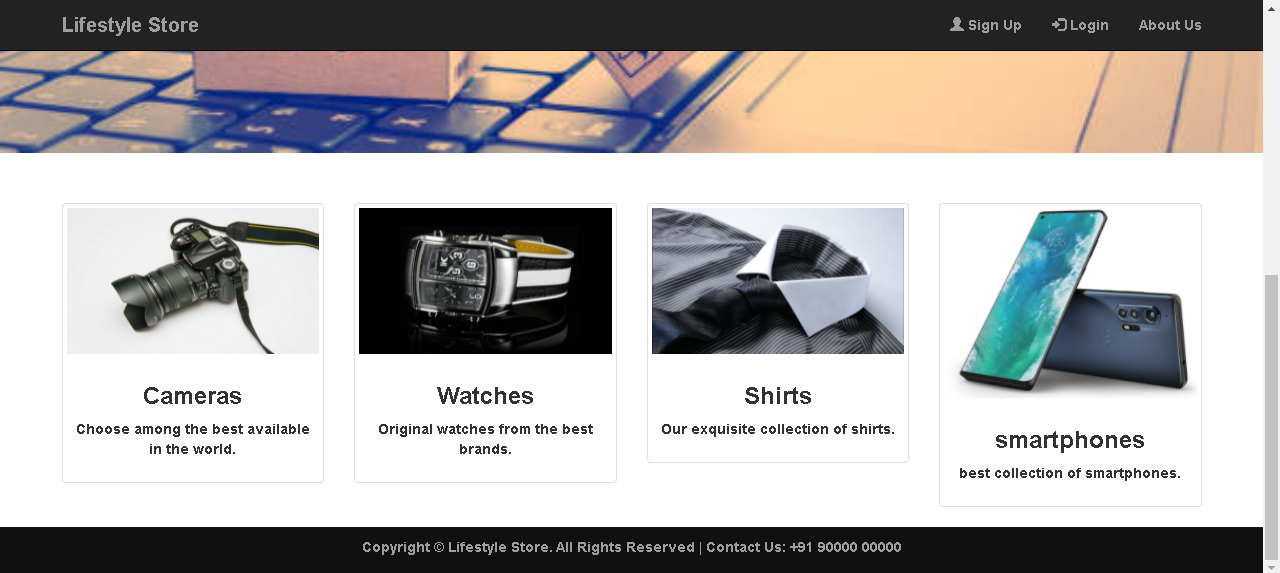 Lifestyle Store
Sign Up
Login
About Us
Cameras
Choose among the best available
in the world.
Watches
Original watches from the best
brands.
Shirts
Our exquisite collection of shirts.
smartphones
best collection of smartphones.
Copyright © Lifestyle Store. All Rights Reserved | Contact Us: +91 90000 00000